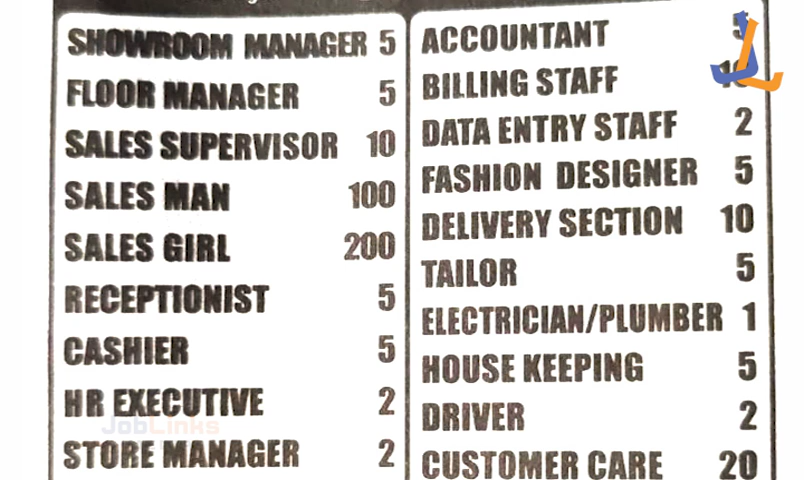 SHOWROOM MANAGER 5
FLOOR MANAGER 5
SALES SUPERVISOR 10
SALES MAN 100
SALES GIRL 200
RECEPTIONIST 5
CASHIER 5
HR EXECUTIVE 2
JobLinks
STORE MANAGER 2
ACCOUNTANT
BILLING STAFF
DATA ENTRY STAFF 2
FASHION DESIGNER 5
DELIVERY SECTION 10
TAILOR 5
ELECTRICIAN/PLUMBER 1
HOUSE KEEPING 5
DRIVER 2
CUSTOMER CARE 20